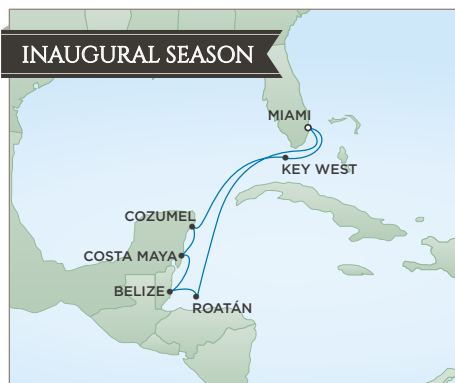 INAUGURAL SEASON
MIAMI
KEY WEST
COZUMEL
COSTA MAYA
BELIZE
ROATÁN